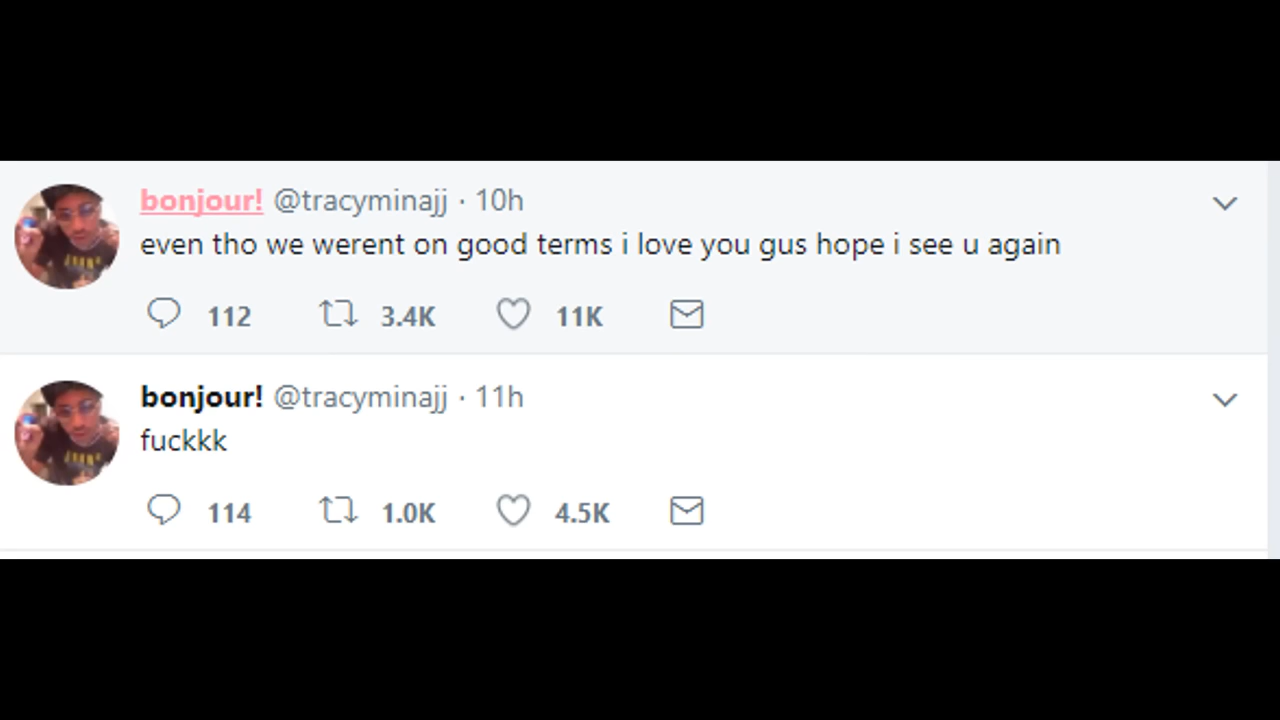 bonjour! @tracyminajj · 10h
even tho we werent on good terms i love you gus hope i see u again
112 3.4K 11K
bonjour! @tracyminajj · 11h
fuckkk
114 1.0K 4.5K